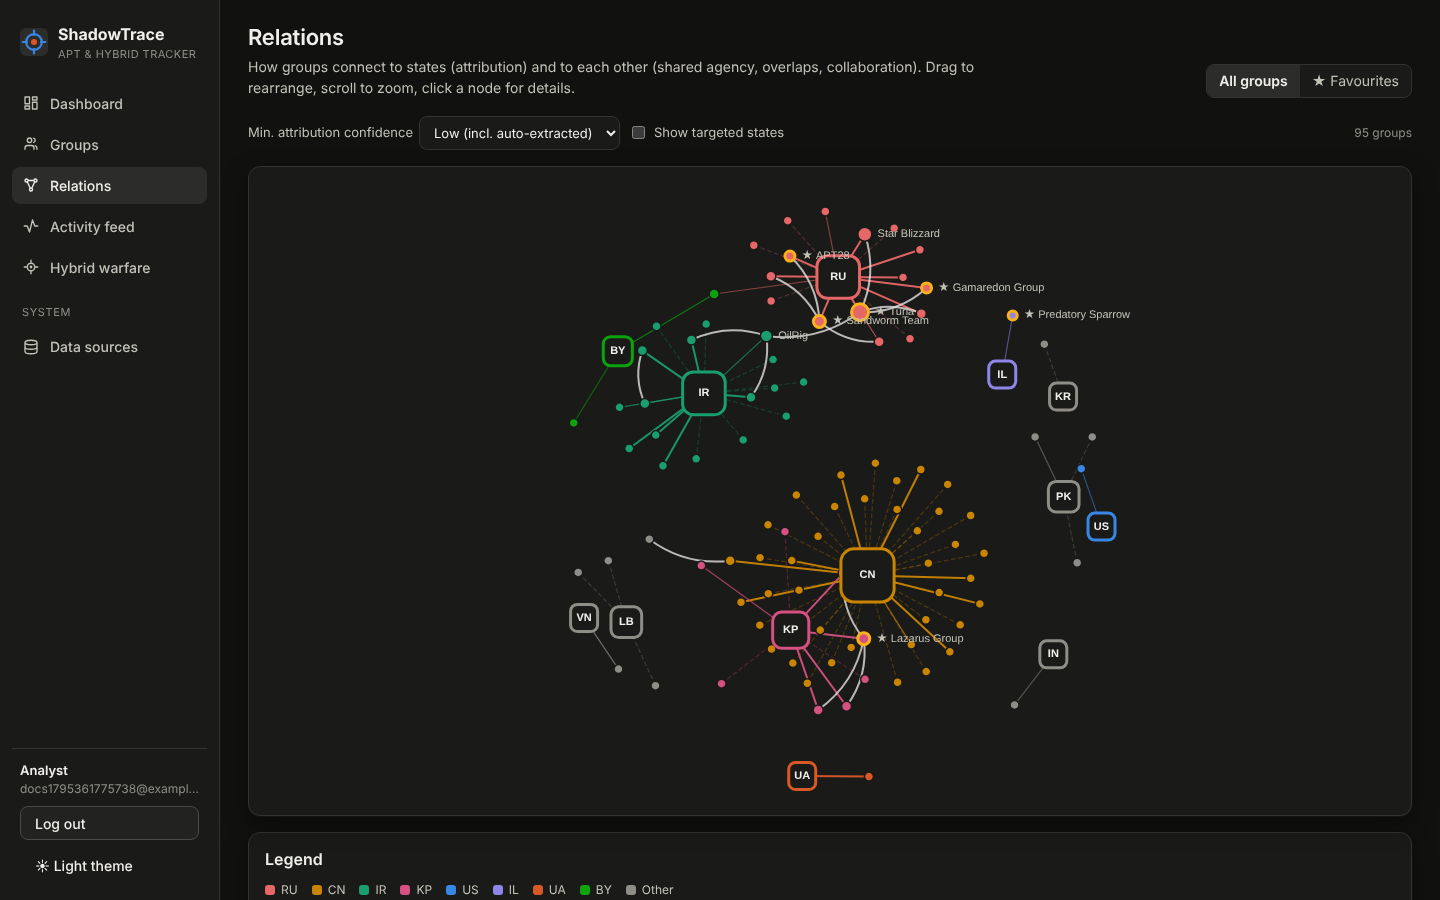 ShadowTrace
APT & HYBRID TRACKER
Dashboard
Groups
Relations
Activity feed
Hybrid warfare
SYSTEM
Data sources
Analyst
docs1795361775738@exampl...
Log out
☀ Light theme
Relations
How groups connect to states (attribution) and to each other (shared agency, overlaps, collaboration). Drag to
rearrange, scroll to zoom, click a node for details.
All groups
★ Favourites
Min. attribution confidence
Low (incl. auto-extracted)
Show targeted states
95 groups
Star Blizzard
★ APT28
RU
★ Gamaredon Group
★ Turla
★ Sandworm Team
★ Predatory Sparrow
OilRig
BY
IL
IR
KR
PK
US
CN
VN
LB
KP
★ Lazarus Group
IN
UA
Legend
RU
CN
IR
KP
US
IL
UA
BY
Other